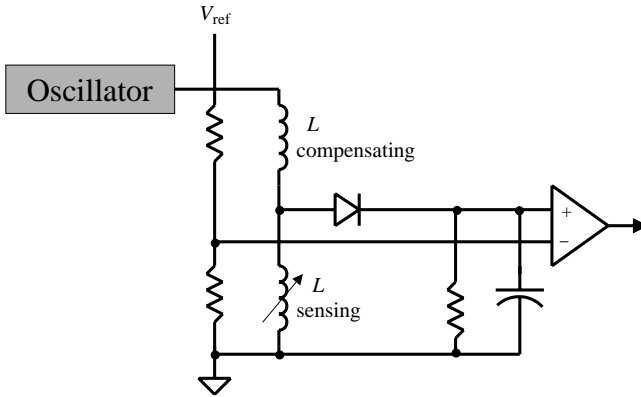 V_ref
Oscillator
L
compensating
+
−
L
sensing